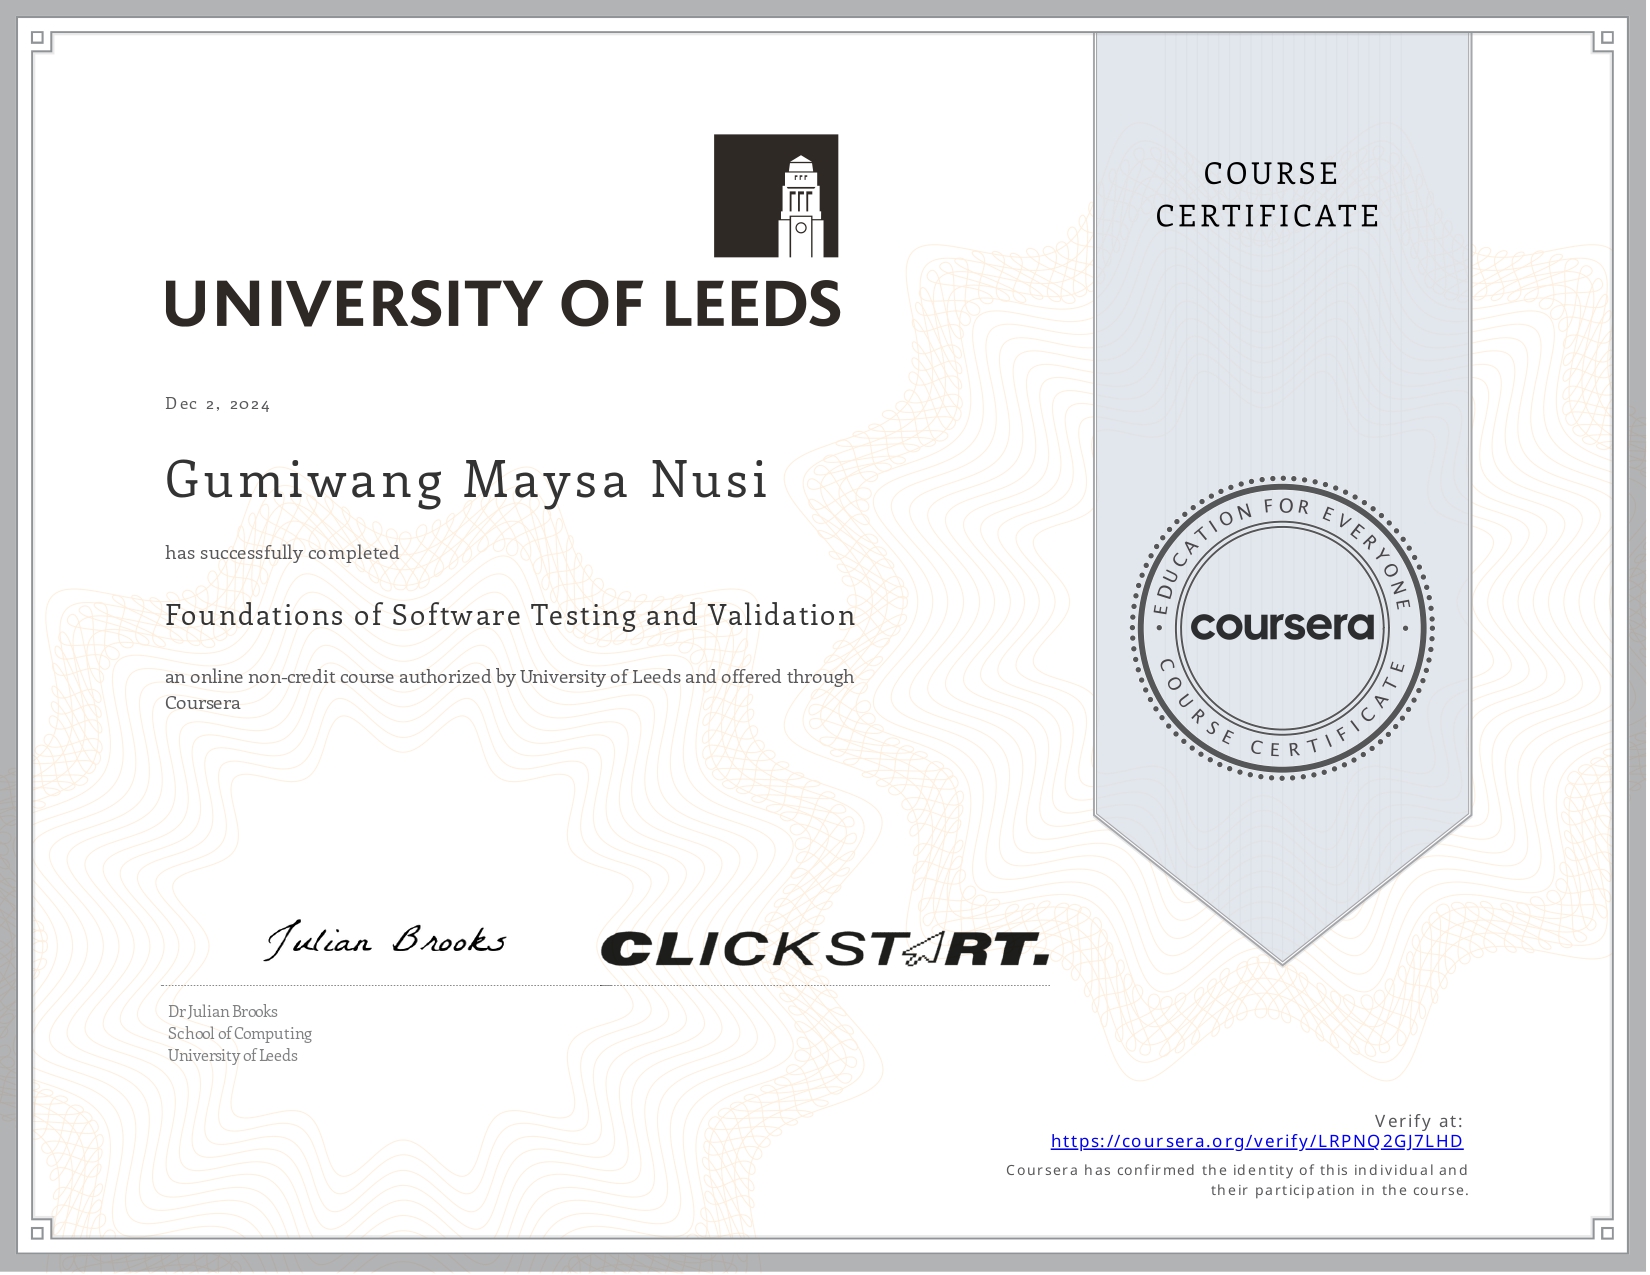 UNIVERSITY OF LEEDS
Dec 2, 2024
Gumiwang Maysa Nusi
has successfully completed
Foundations of Software Testing and Validation
an online non-credit course authorized by University of Leeds and offered through
Coursera
COURSE
CERTIFICATE
EDUCATION FOR EVERYONE
coursera
COURSE CERTIFICATE
Julian Brooks
CLICKSTART.
Dr Julian Brooks
School of Computing
University of Leeds
Verify at:
https://coursera.org/verify/LRPNQ2GJ7LHD
Coursera has confirmed the identity of this individual and
their participation in the course.